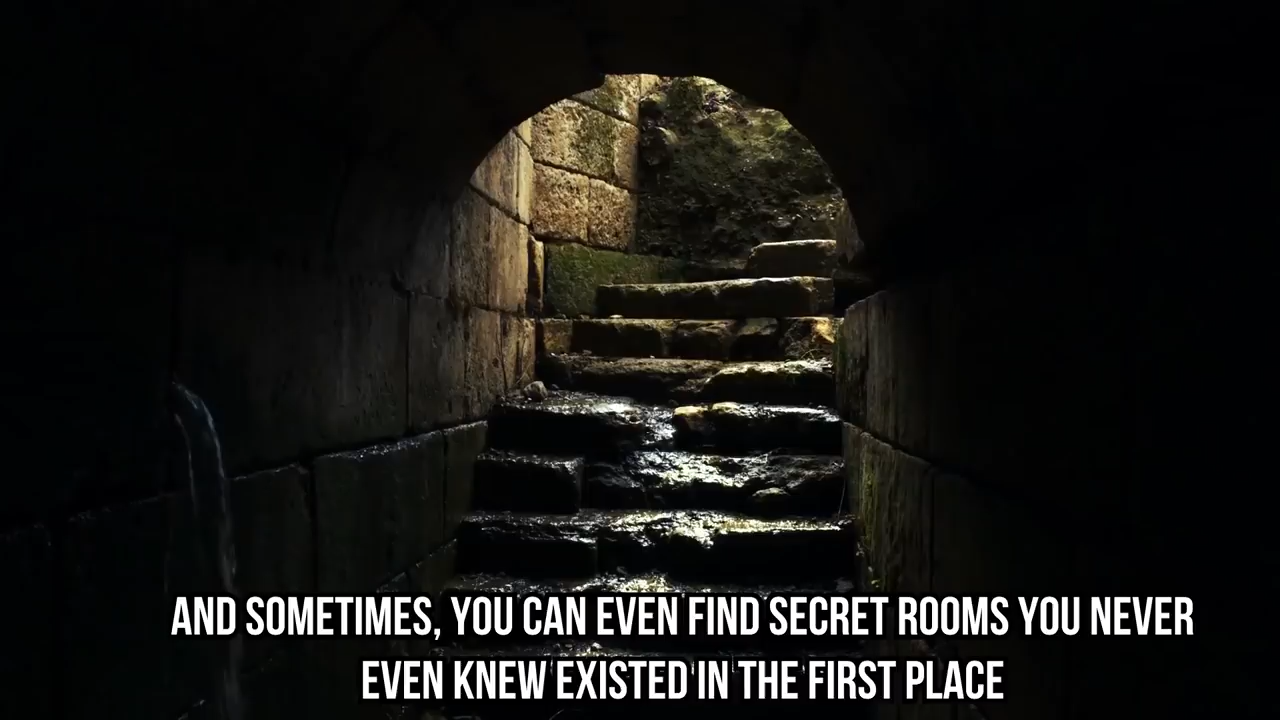 AND SOMETIMES, YOU CAN EVEN FIND SECRET ROOMS YOU NEVER
EVEN KNEW EXISTED IN THE FIRST PLACE